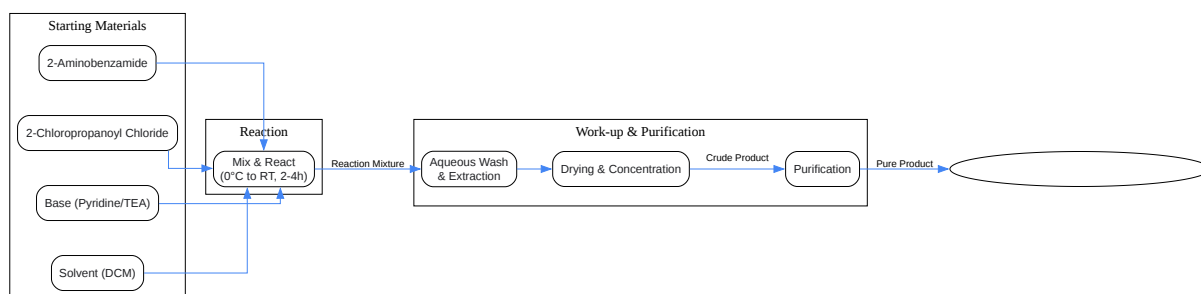 Starting Materials
2-Aminobenzamide
2-Chloropropanoyl Chloride
Base (Pyridine/TEA)
Solvent (DCM)
Reaction
Mix & React
(0°C to RT, 2-4h)
Reaction Mixture
Work-up & Purification
Aqueous Wash
& Extraction
Drying & Concentration
Crude Product
Purification
Pure Product